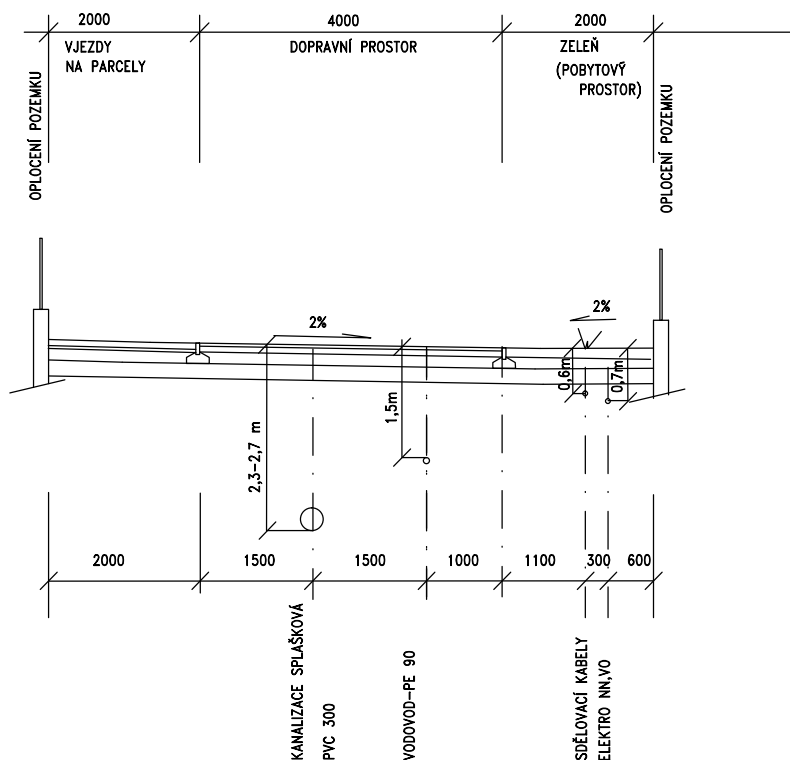 2000
4000
2000
VJEZDY
NA PARCELY
DOPRAVNÍ PROSTOR
ZELEŇ
(POBYTOVÝ
PROSTOR)
OPLOCENÍ POZEMKU
OPLOCENÍ POZEMKU
2%
2%
2,3–2,7 m
1,5m
0,6m
0,7m
2000
1500
1500
1000
1100
300
600
KANALIZACE SPLAŠKOVÁ
PVC 300
VODOVOD–PE 90
SDĚLOVACÍ KABELY
ELEKTRO NN,VO